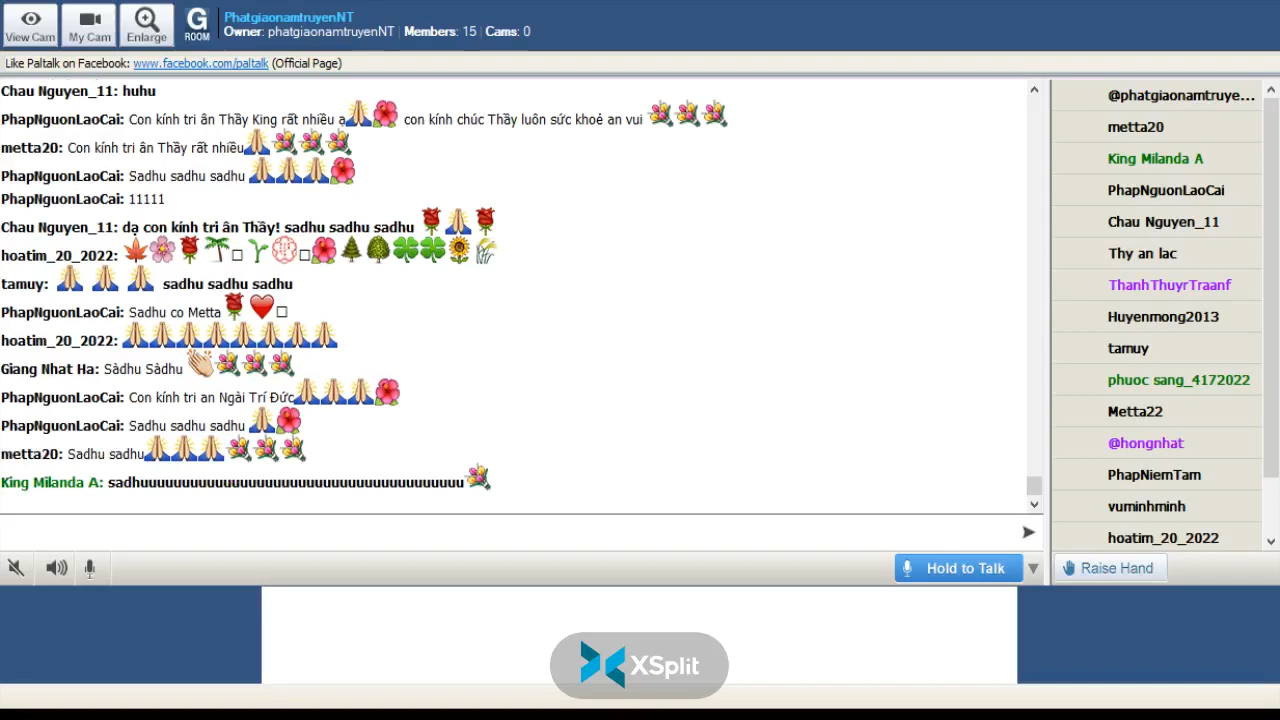 View Cam
My Cam
Enlarge
G
ROOM
PhatgiaonamtruyenNT
Owner: phatgiaonamtruyenNT Members: 15 Cams: 0
Like Paltalk on Facebook: www.facebook.com/paltalk (Official Page)
Chau Nguyen_11: huhu
PhapNguonLaoCai: Con kính tri ân Thầy King rất nhiều ạ con kính chúc Thầy luôn sức khoẻ an vui
metta20: Con kính tri ân Thầy rất nhiều
PhapNguonLaoCai: Sadhu sadhu sadhu
PhapNguonLaoCai: 11111
Chau Nguyen_11: dạ con kính tri ân Thầy! sadhu sadhu sadhu
hoatim_20_2022:
tamuy: sadhu sadhu sadhu
PhapNguonLaoCai: Sadhu co Metta
hoatim_20_2022:
Giang Nhat Ha: Sàdhu Sàdhu
PhapNguonLaoCai: Con kính tri an Ngài Trí Đức
PhapNguonLaoCai: Sadhu sadhu sadhu
metta20: Sadhu sadhu
King Milanda A: sadhuuuuuuuuuuuuuuuuuuuuuuuuuuuuuuuuuuuuuuu
@phatgiaonamtruye...
metta20
King Milanda A
PhapNguonLaoCai
Chau Nguyen_11
Thy an lac
ThanhThuyrTraanf
Huyenmong2013
tamuy
phuoc sang_4172022
Metta22
@hongnhat
PhapNiemTam
vuminhminh
hoatim_20_2022
Hold to Talk
Raise Hand
XSplit